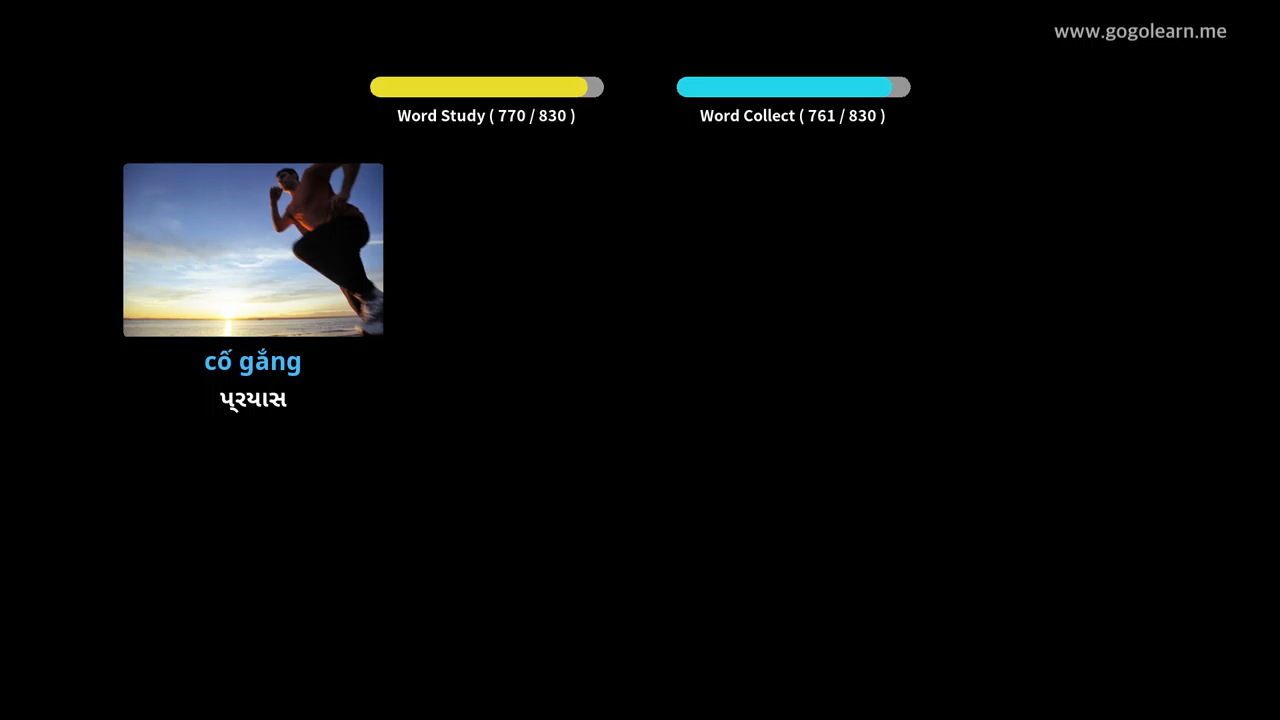 www.gogolearn.me
Word Study ( 770 / 830 )
Word Collect ( 761 / 830 )
cố gắng
પ્રયાસ